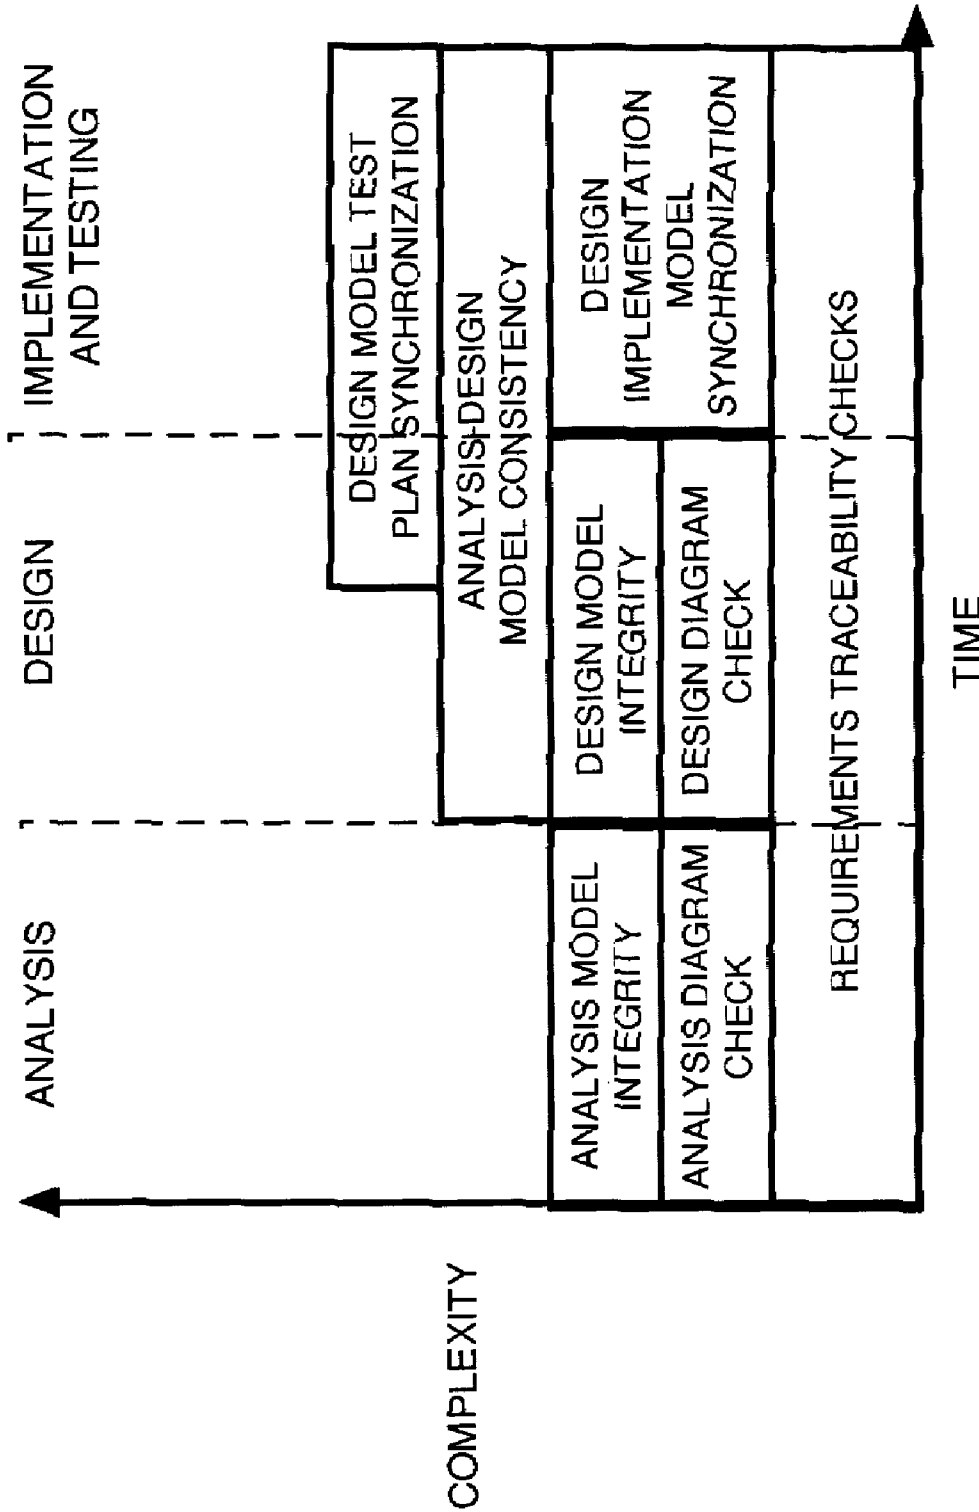 ANALYSIS
DESIGN
IMPLEMENTATION
AND TESTING
COMPLEXITY
DESIGN MODEL TEST
PLAN SYNCHRONIZATION
ANALYSIS-DESIGN
MODEL CONSISTENCY
ANALYSIS MODEL
INTEGRITY
DESIGN MODEL
INTEGRITY
DESIGN
IMPLEMENTATION
MODEL
SYNCHRONIZATION
ANALYSIS DIAGRAM
CHECK
DESIGN DIAGRAM
CHECK
REQUIREMENTS TRACEABILITY CHECKS
TIME